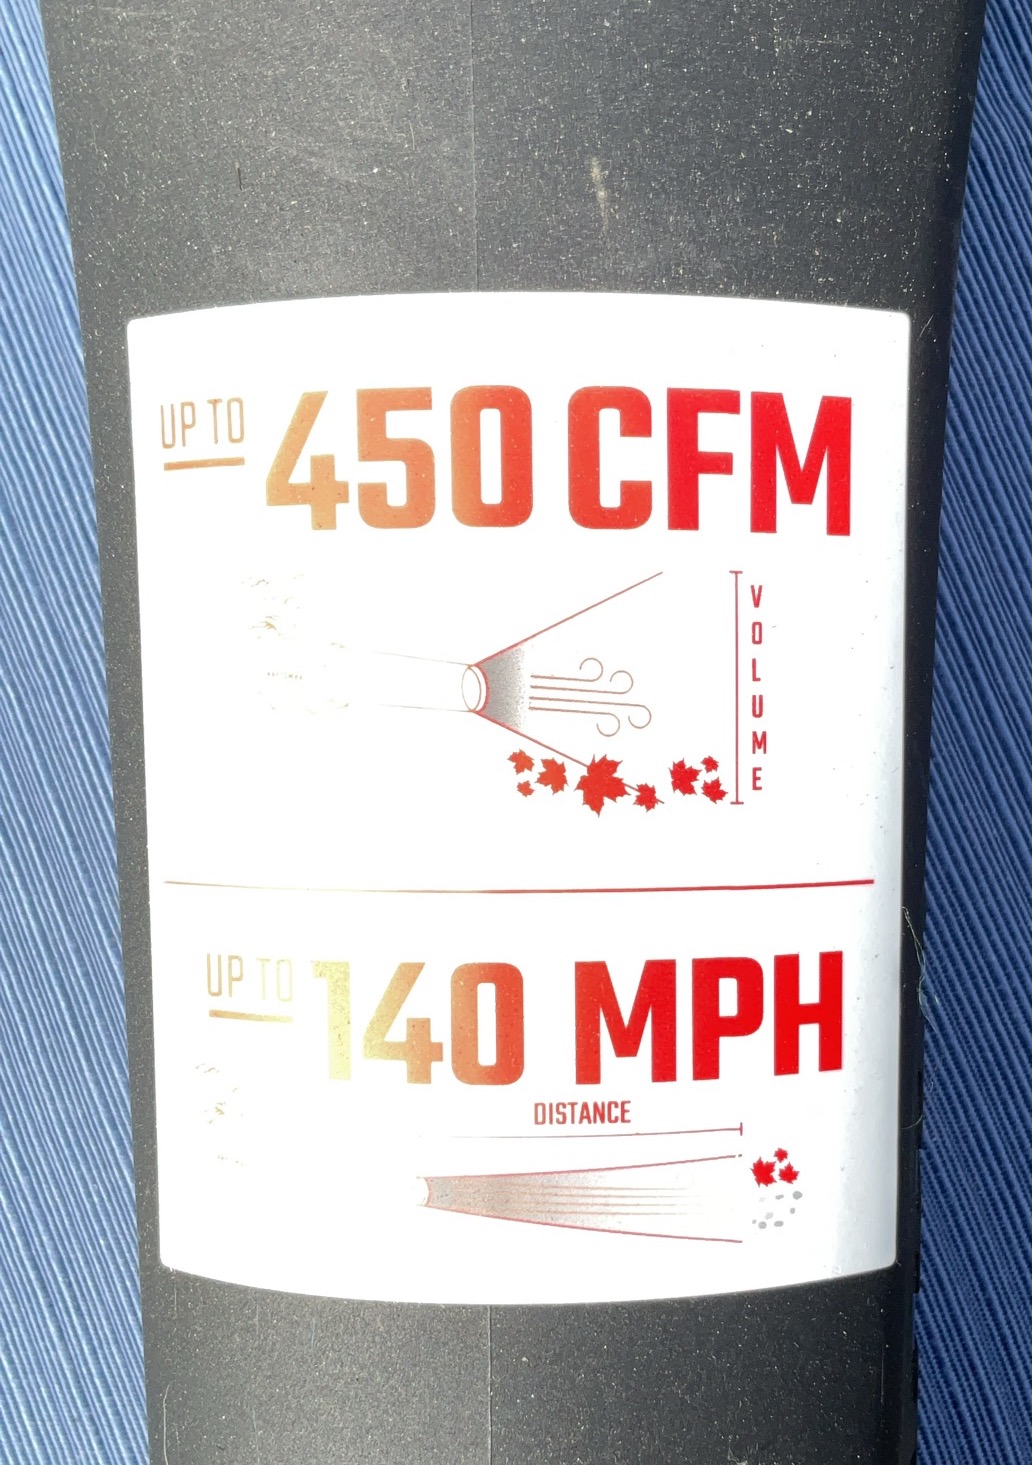 UP TO 450 CFM
VOLUME
UP TO 140 MPH
DISTANCE